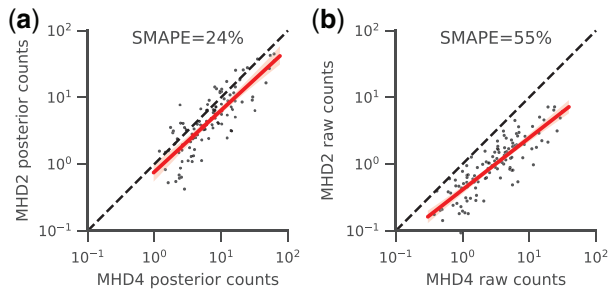 (a)
SMAPE=24%
MHD2 posterior counts
10²
10¹
10⁰
10⁻¹
10⁻¹ 10⁰ 10¹ 10²
MHD4 posterior counts
(b)
SMAPE=55%
MHD2 raw counts
10²
10¹
10⁰
10⁻¹
10⁻¹ 10⁰ 10¹ 10²
MHD4 raw counts